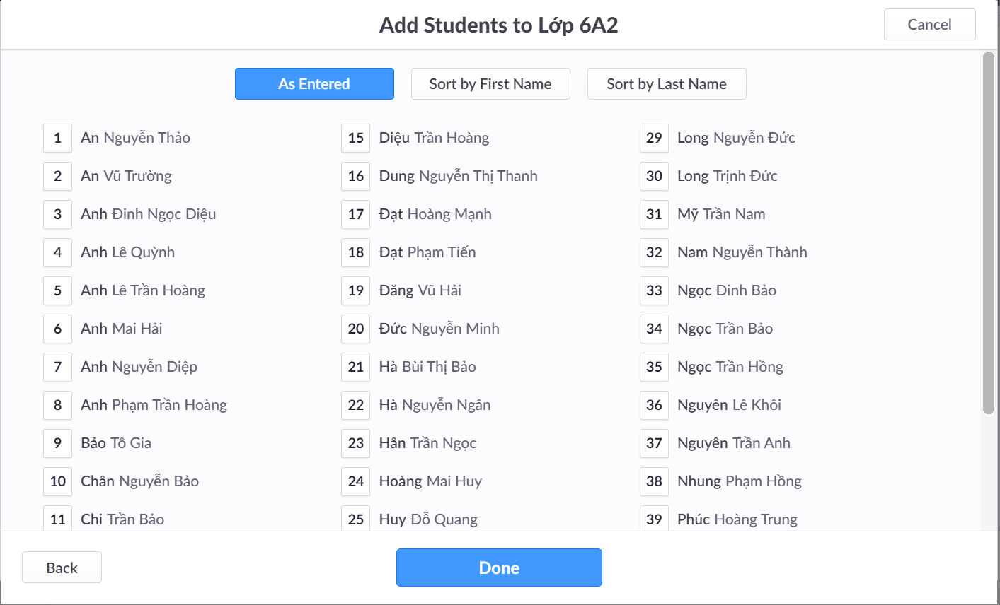 Add Students to Lớp 6A2
Cancel
As Entered
Sort by First Name
Sort by Last Name
1 An Nguyễn Thảo
2 An Vũ Trường
3 Anh Đinh Ngọc Diệu
4 Anh Lê Quỳnh
5 Anh Lê Trần Hoàng
6 Anh Mai Hải
7 Anh Nguyễn Diệp
8 Anh Phạm Trần Hoàng
9 Bảo Tô Gia
10 Chân Nguyễn Bảo
11 Chi Trần Bảo
15 Diệu Trần Hoàng
16 Dung Nguyễn Thị Thanh
17 Đạt Hoàng Mạnh
18 Đạt Phạm Tiến
19 Đăng Vũ Hải
20 Đức Nguyễn Minh
21 Hà Bùi Thị Bảo
22 Hà Nguyễn Ngân
23 Hân Trần Ngọc
24 Hoàng Mai Huy
25 Huy Đỗ Quang
29 Long Nguyễn Đức
30 Long Trịnh Đức
31 Mỹ Trần Nam
32 Nam Nguyễn Thành
33 Ngọc Đinh Bảo
34 Ngọc Trần Bảo
35 Ngọc Trần Hồng
36 Nguyên Lê Khôi
37 Nguyên Trần Anh
38 Nhung Phạm Hồng
39 Phúc Hoàng Trung
Back
Done